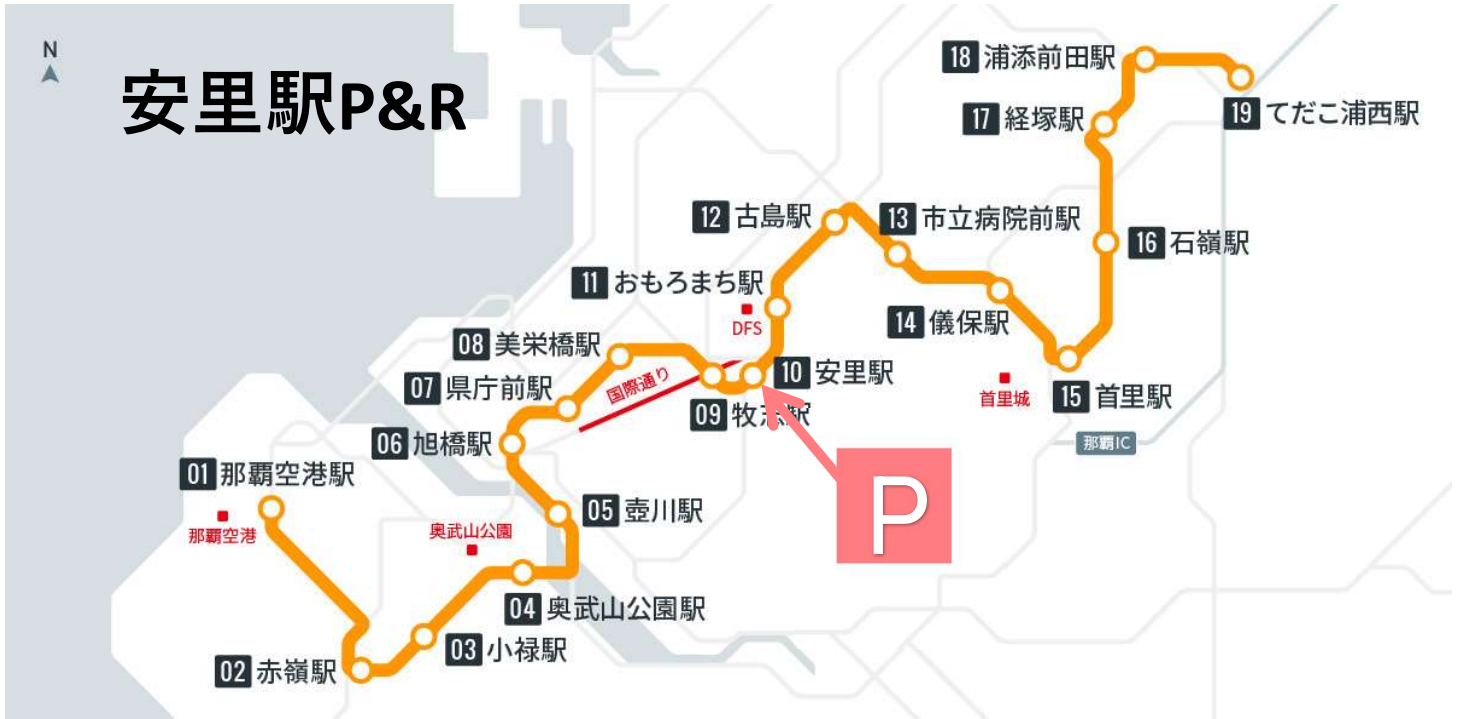 N
安里駅P&R
18 浦添前田駅
19 てだこ浦西駅
17 経塚駅
12 古島駅
13 市立病院前駅
16 石嶺駅
11 おもろまち駅
DFS
14 儀保駅
08 美栄橋駅
10 安里駅
07 県庁前駅
国際通り
09 牧志駅
首里城
15 首里駅
06 旭橋駅
那覇IC
01 那覇空港駅
P
05 壺川駅
那覇空港
奥武山公園
04 奥武山公園駅
03 小禄駅
02 赤嶺駅